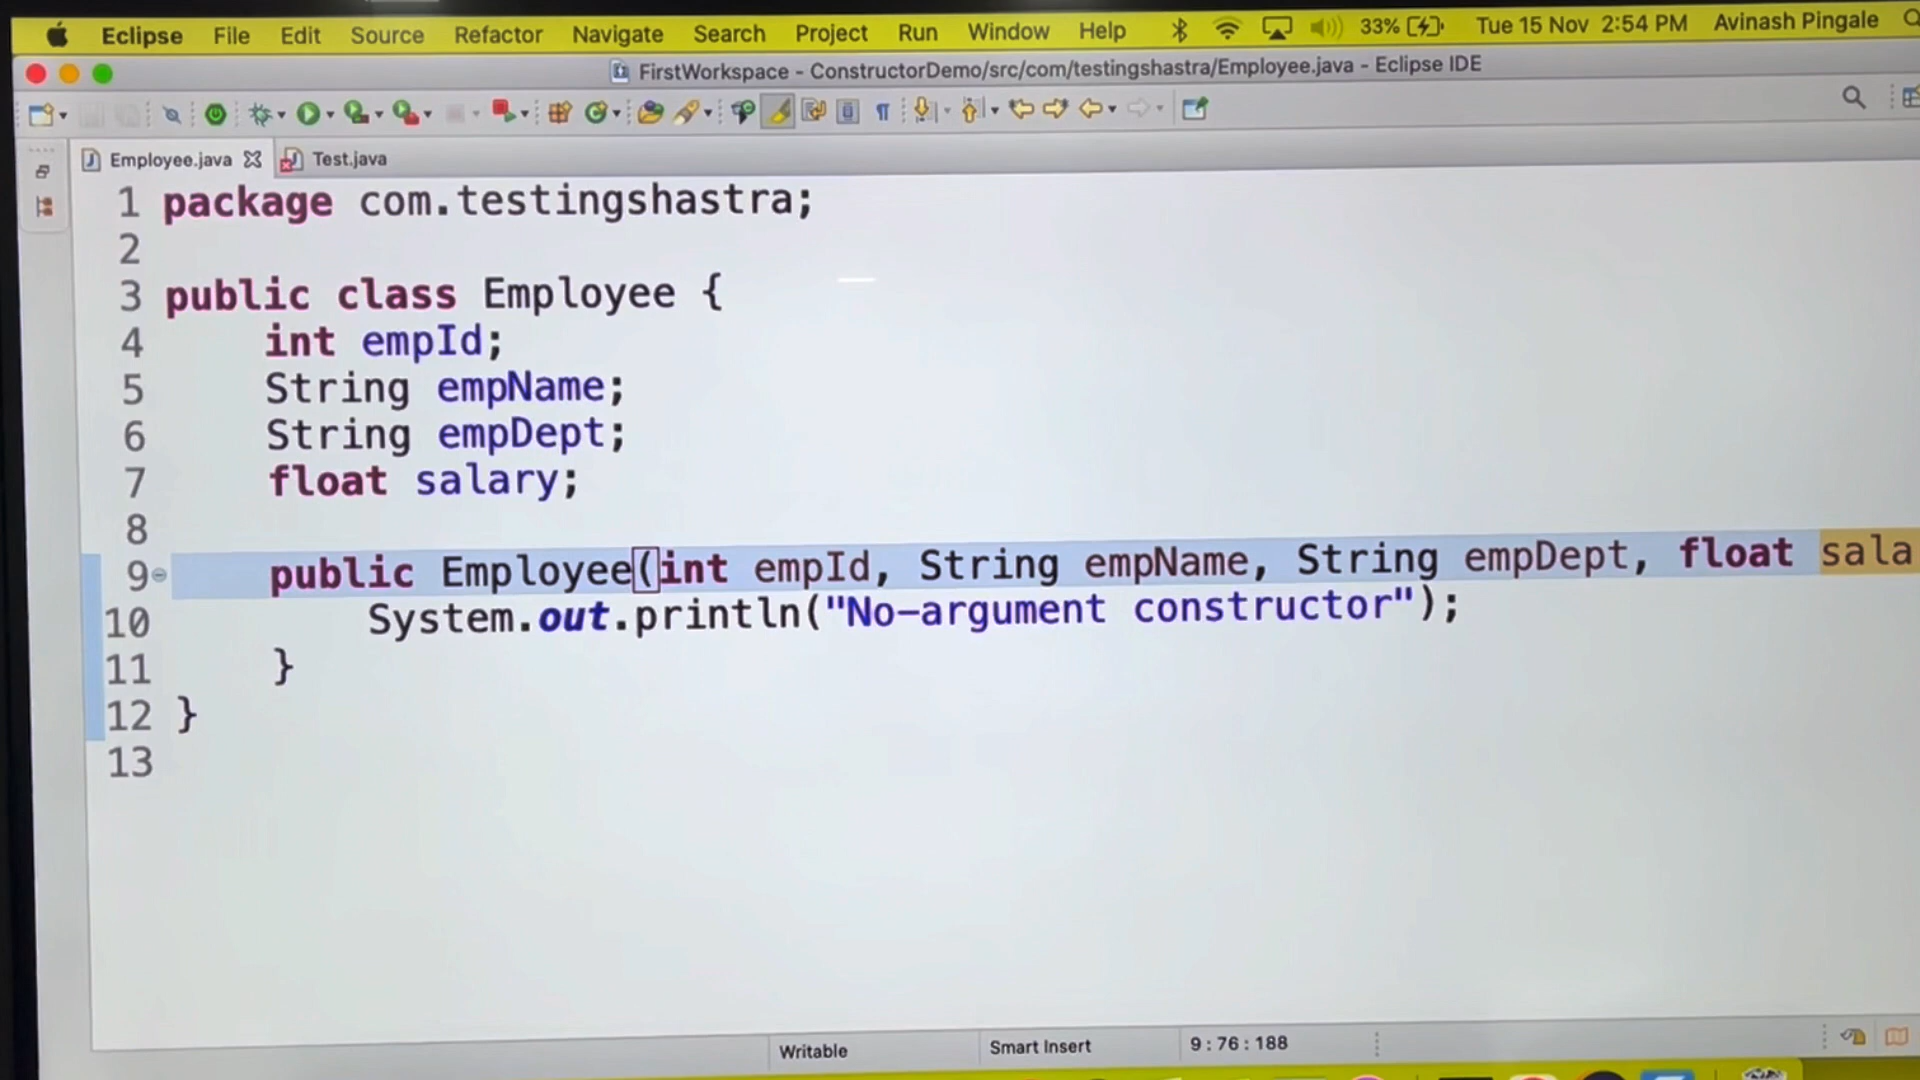 Eclipse File Edit Source Refactor Navigate Search Project Run Window Help 33% Tue 15 Nov 2:54 PM Avinash Pingale
FirstWorkspace - ConstructorDemo/src/com/testingshastra/Employee.java - Eclipse IDE
Employee.java Test.java
1 package com.testingshastra;
2
3 public class Employee {
4 int empId;
5 String empName;
6 String empDept;
7 float salary;
8
9 public Employee(int empId, String empName, String empDept, float sala
10 System.out.println("No-argument constructor");
11 }
12 }
13
Writable Smart Insert 9:76:188